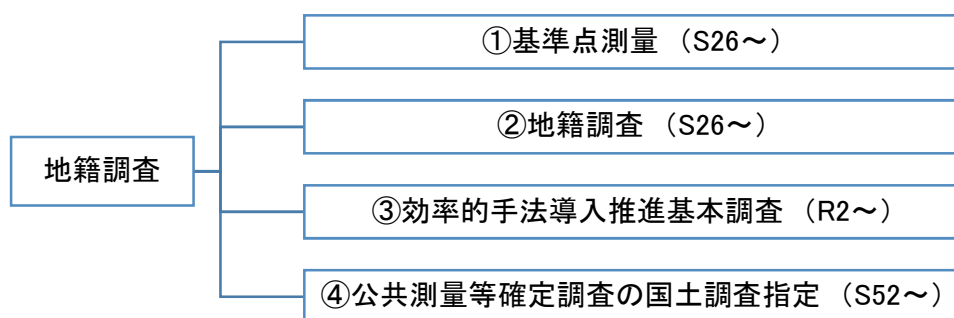 地籍調査
①基準点測量 （S26～）
②地籍調査 （S26～）
③効率的手法導入推進基本調査 （R2～）
④公共測量等確定調査の国土調査指定 （S52～）